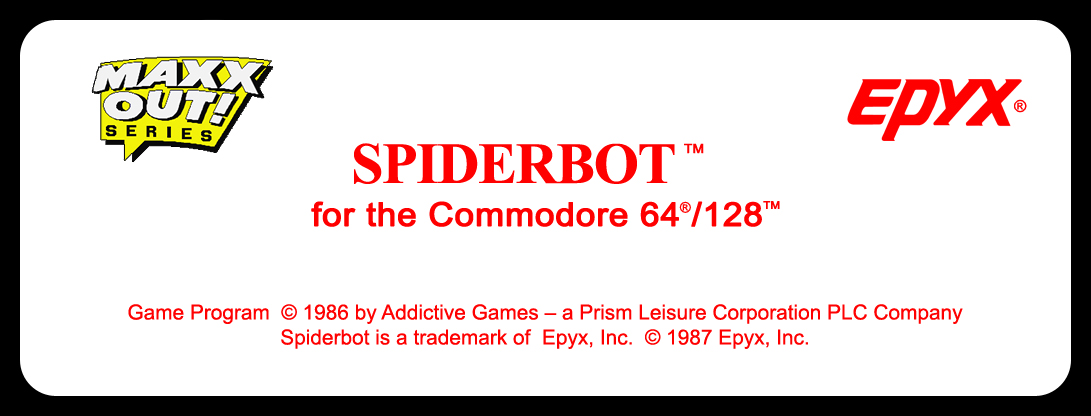 MAXX
OUT!
SERIES
EPYX®
SPIDERBOT™
for the Commodore 64®/128™
Game Program © 1986 by Addictive Games – a Prism Leisure Corporation PLC Company
Spiderbot is a trademark of Epyx, Inc. © 1987 Epyx, Inc.